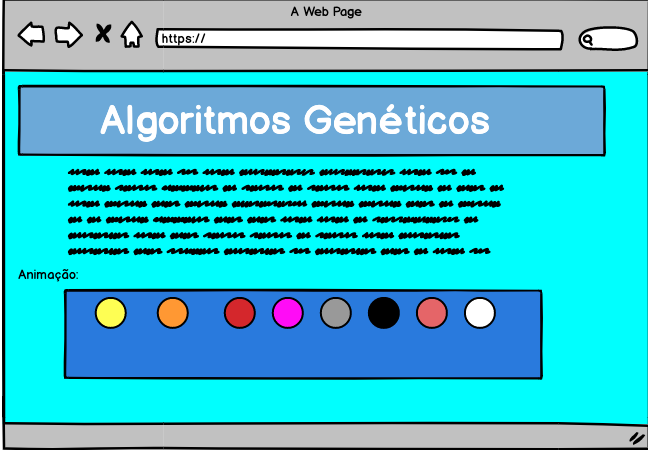 A Web Page
https://
Algoritmos Genéticos
Animação: